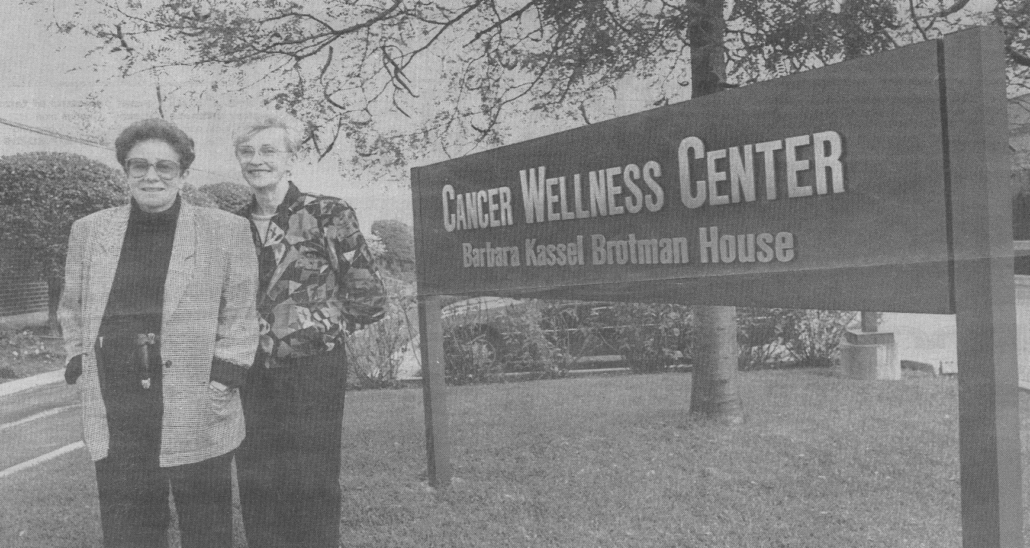 CANCER WELLNESS CENTER
Barbara Kassel Brotman House